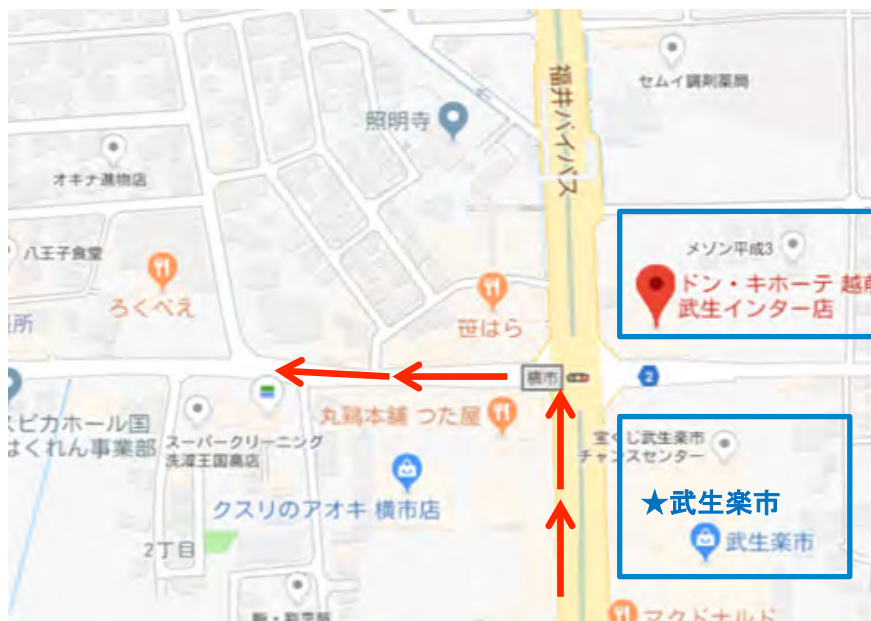 セムイ調剤薬局
福井バイパス
照明寺
オキナ進物店
八王子食堂
ろくべえ
メゾン平成3
ドン・キホーテ 越前
武生インター店
笹はら
横市
2
丸鶏本舗 つた屋
スピカホール国
はくれん事業部
スーパークリーニング
洗濯王国高店
宝くじ武生楽市
チャンスセンター
クスリのアオキ 横市店
★武生楽市
武生楽市
2丁目
マクドナルド